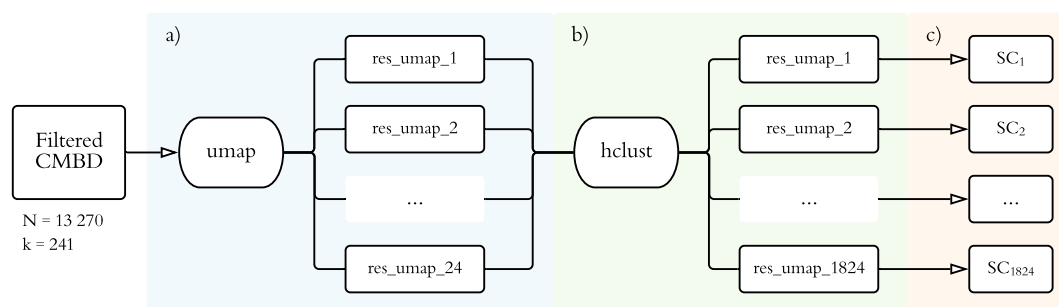 a)
b)
c)
Filtered
CMBD
N = 13 270
k = 241
umap
res_umap_1
res_umap_2
...
res_umap_24
hclust
res_umap_1
res_umap_2
...
res_umap_1824
SC1
SC2
...
SC1824